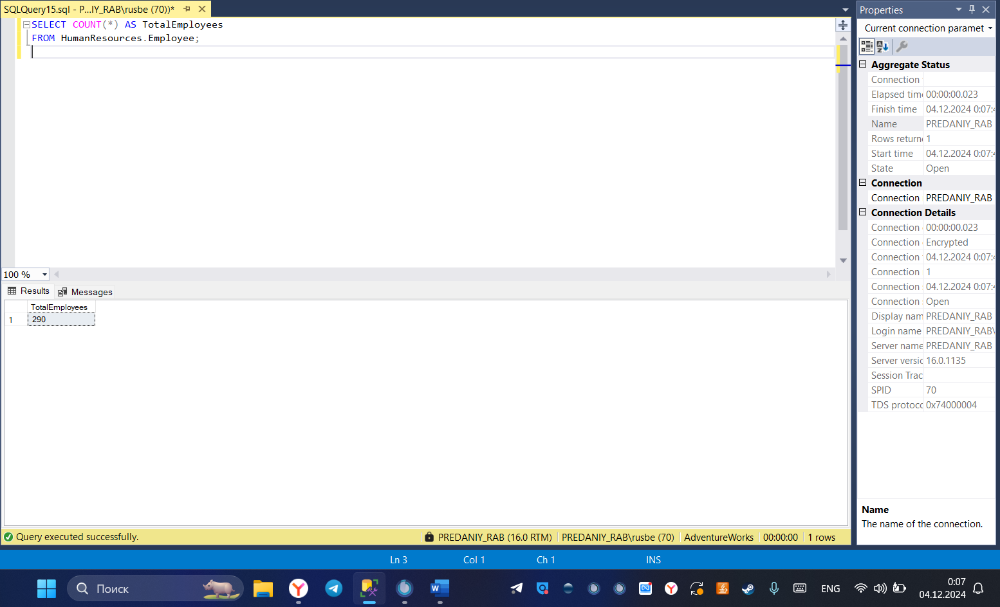 SQLQuery15.sql - P...IY_RAB\rusbe (70))*
SELECT COUNT(*) AS TotalEmployees
FROM HumanResources.Employee;
100 %
Results Messages
TotalEmployees
1 290
Query executed successfully. PREDANIY_RAB (16.0 RTM) PREDANIY_RAB\rusbe (70) AdventureWorks 00:00:00 1 rows
Properties
Current connection paramet
Aggregate Status
Connection
Elapsed time 00:00:00.023
Finish time 04.12.2024 0:07:4
Name PREDANIY_RAB
Rows returne 1
Start time 04.12.2024 0:07:4
State Open
Connection
Connection PREDANIY_RAB
Connection Details
Connection 00:00:00.023
Connection Encrypted
Connection 04.12.2024 0:07:4
Connection 1
Connection 04.12.2024 0:07:4
Connection Open
Display nam PREDANIY_RAB
Login name PREDANIY_RAB\
Server name PREDANIY_RAB
Server versic 16.0.1135
Session Trac
SPID 70
TDS protocc 0x74000004
Name
The name of the connection.
Ln 3 Col 1 Ch 1 INS
Поиск
ENG
0:07
04.12.2024